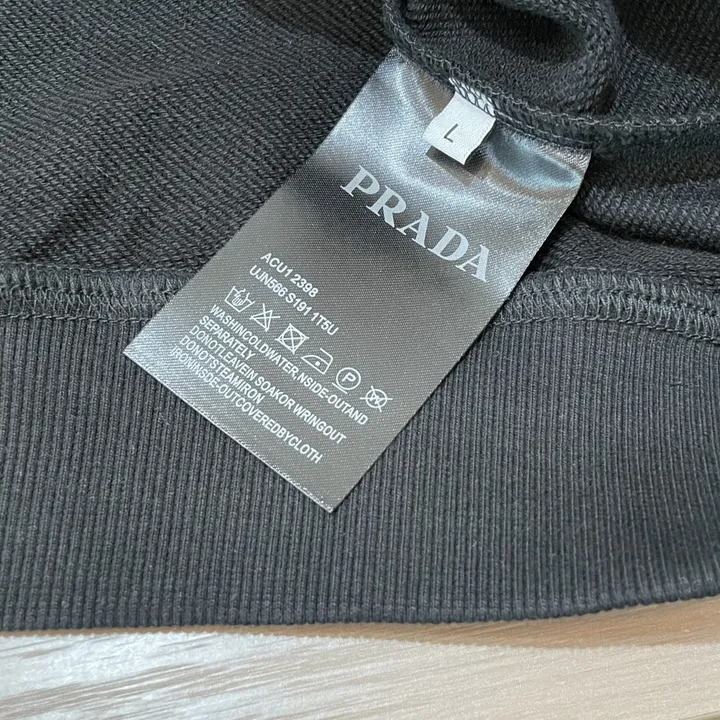 L
PRADA
ACU1 2398
UJN566 S191 1T5U
P
WASHINCOLDWATER.NSIDE-OUTAND
SEPARATELY
DONOTLEAVEIN SOAKOR WRINGOUT
DONOTSTEAMIRON
IRONINSIDE-OUTCOVEREDBYCLOTH